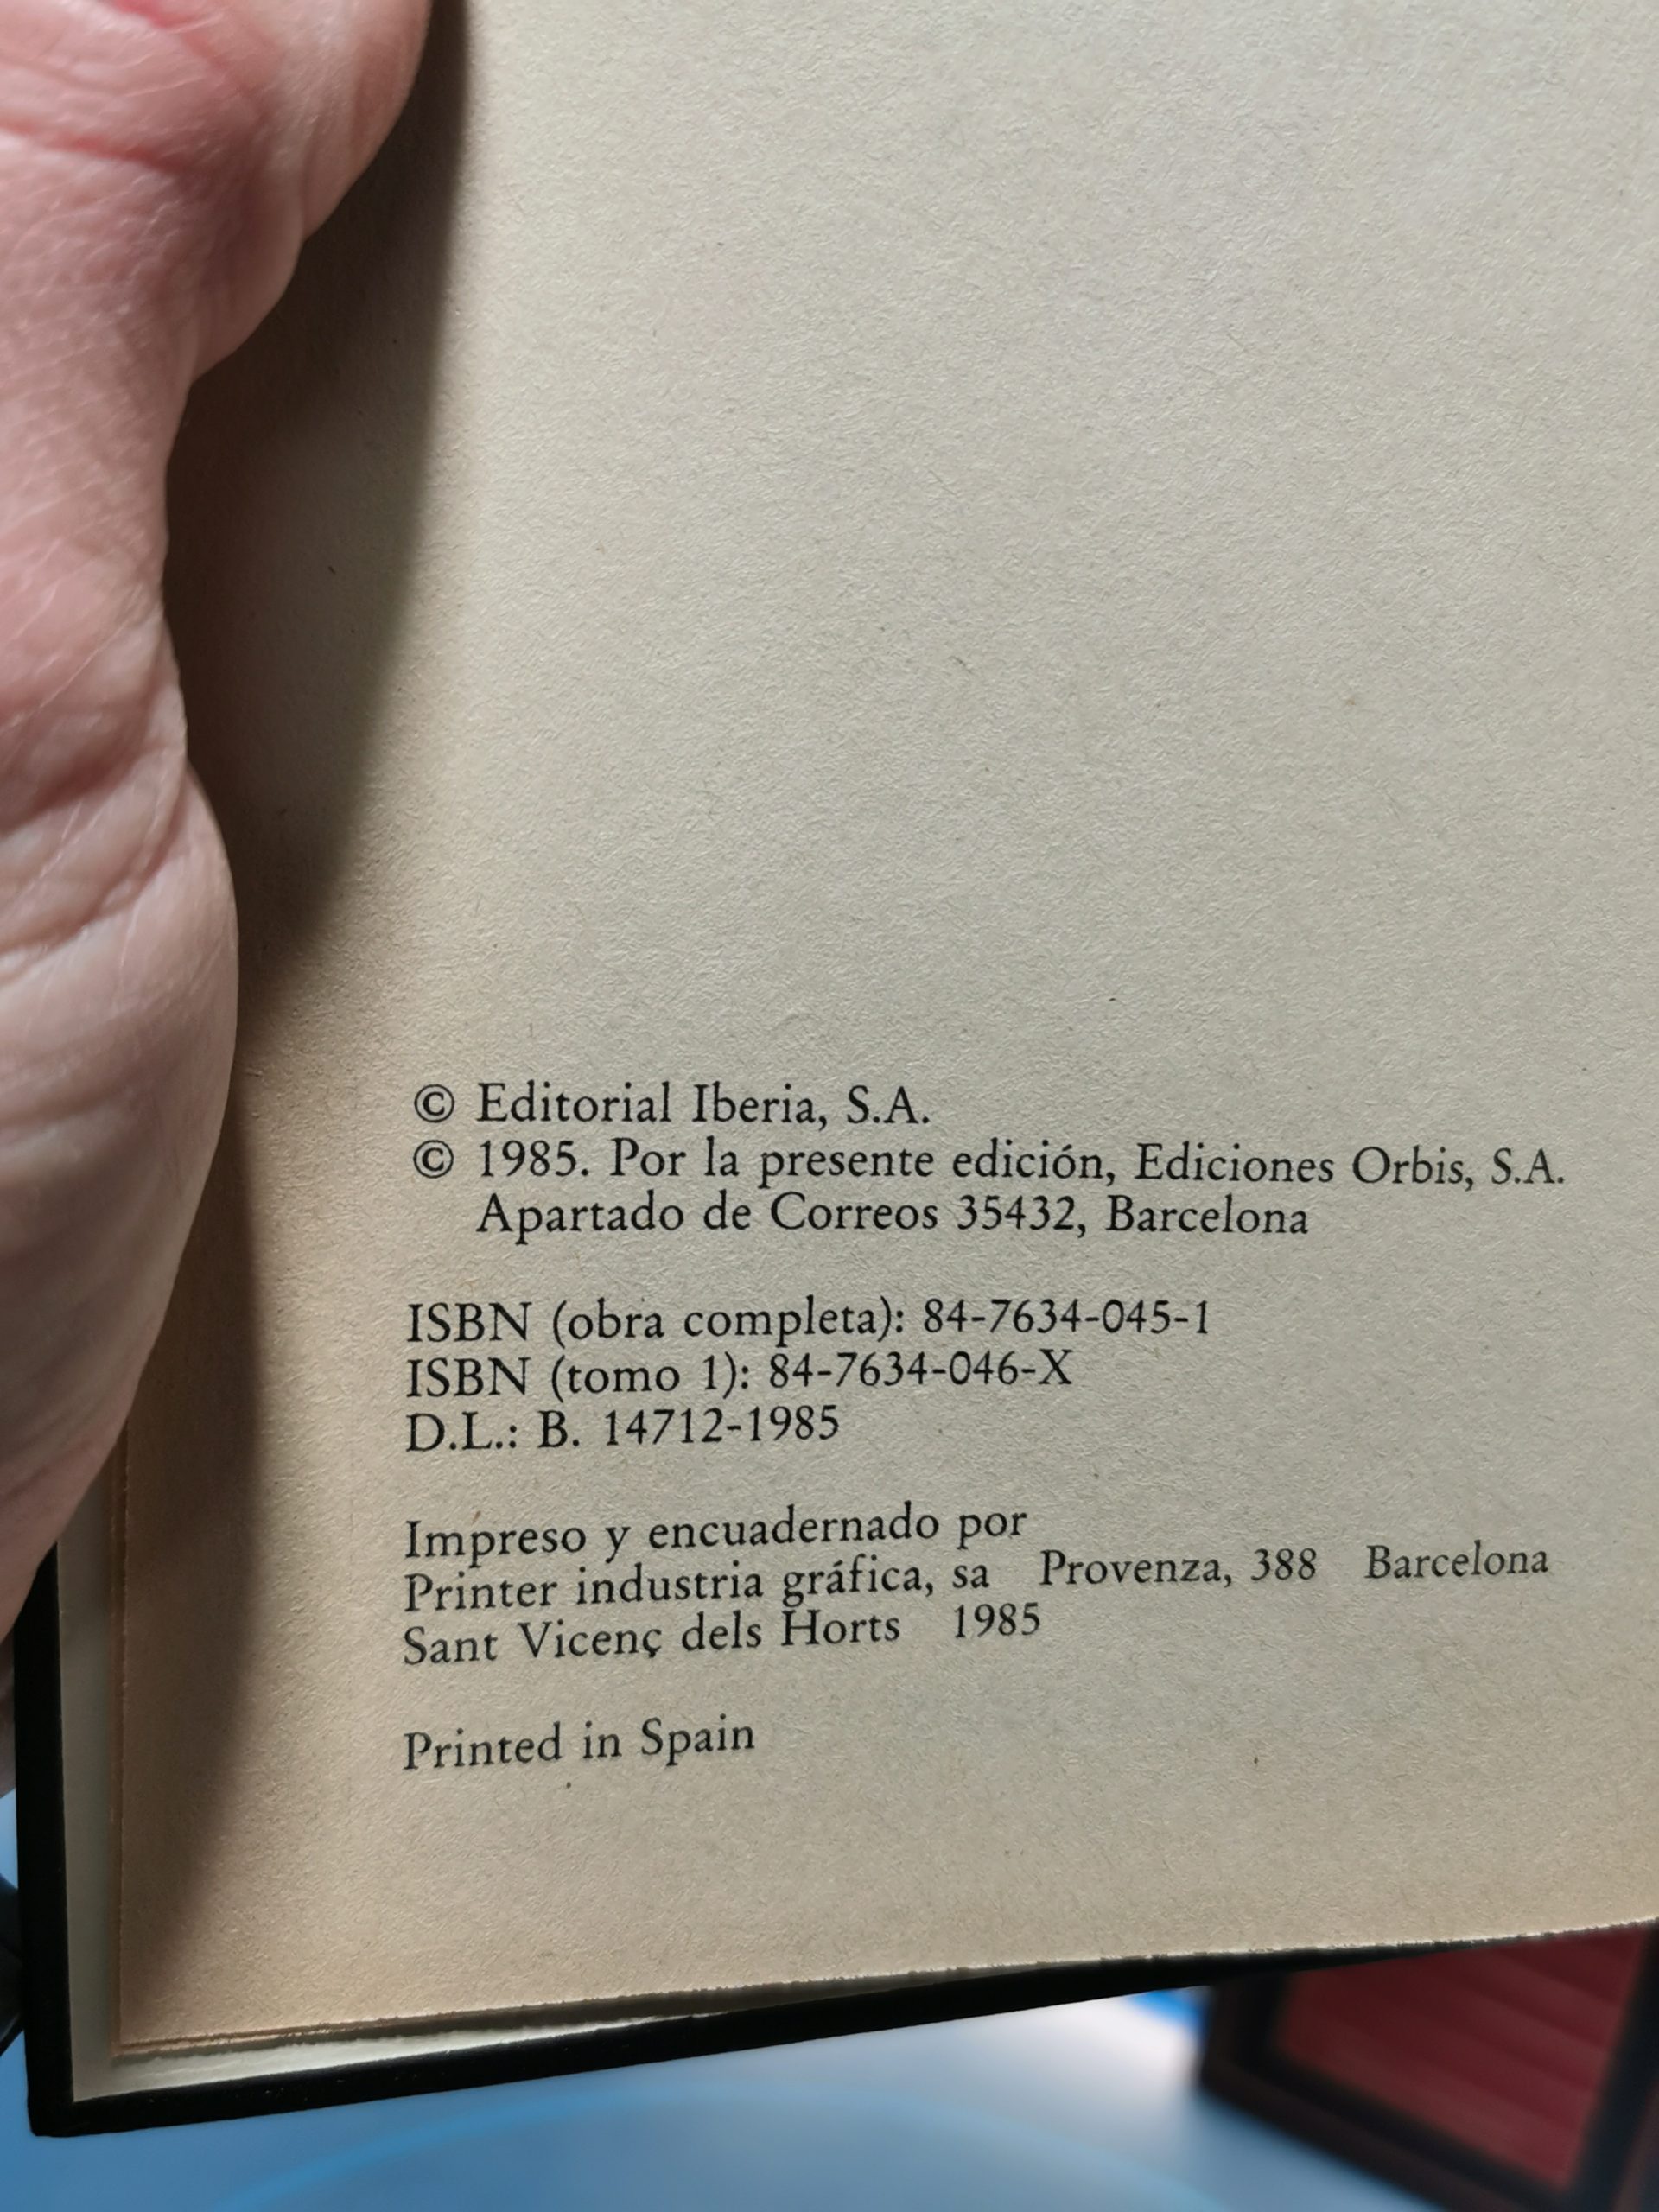 © Editorial Iberia, S.A.
© 1985. Por la presente edición, Ediciones Orbis, S.A.
Apartado de Correos 35432, Barcelona
ISBN (obra completa): 84-7634-045-1
ISBN (tomo 1): 84-7634-046-X
D.L.: B. 14712-1985
Impreso y encuadernado por
Printer industria gráfica, sa Provenza, 388 Barcelona
Sant Vicenç dels Horts 1985
Printed in Spain